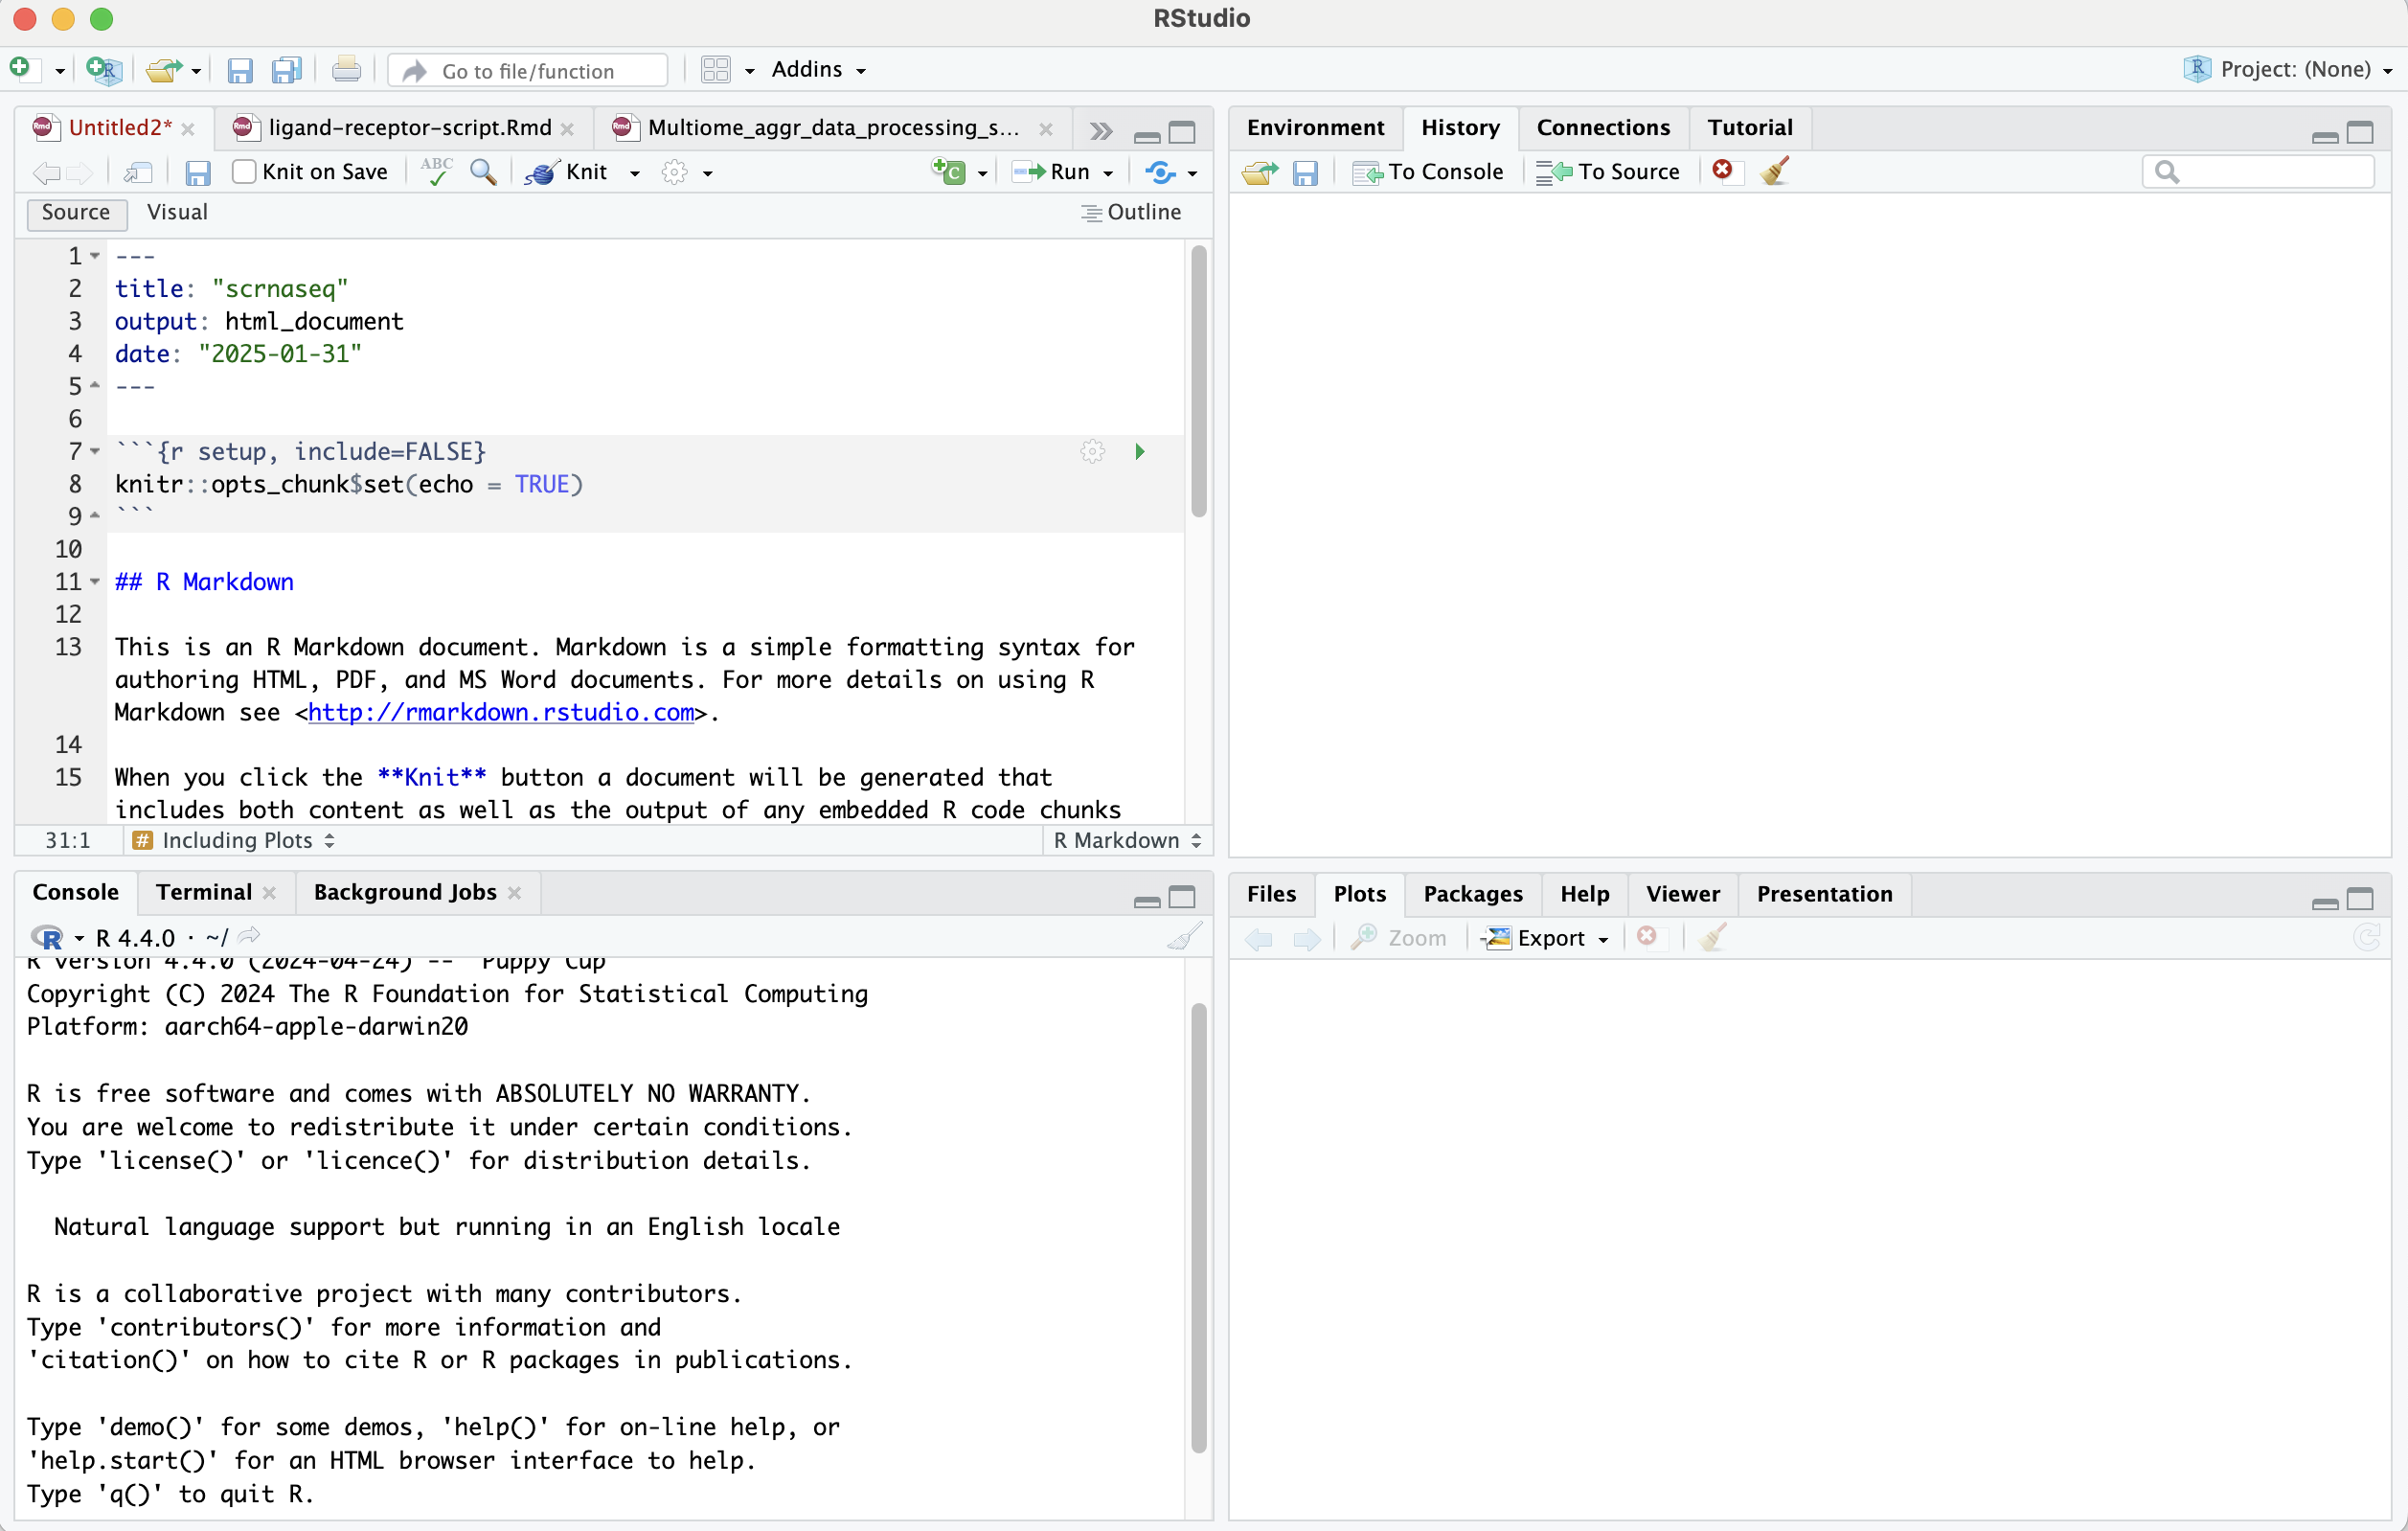 RStudio
Go to file/function
Addins
Project: (None)
Untitled2*
ligand-receptor-script.Rmd
Multiome_aggr_data_processing_s...
Knit on Save
ABC
Knit
Run
Source
Visual
Outline
1 ---
2 title: "scrnaseq"
3 output: html_document
4 date: "2025-01-31"
5 ---
6
7 ```{r setup, include=FALSE}
8 knitr::opts_chunk$set(echo = TRUE)
9 ```
10
11 ## R Markdown
12
13 This is an R Markdown document. Markdown is a simple formatting syntax for
authoring HTML, PDF, and MS Word documents. For more details on using R
Markdown see <http://rmarkdown.rstudio.com>.
14
15 When you click the **Knit** button a document will be generated that
includes both content as well as the output of any embedded R code chunks
31:1
# Including Plots
R Markdown
Environment
History
Connections
Tutorial
To Console
To Source
Console
Terminal
Background Jobs
R 4.4.0 · ~/
R version 4.4.0 (2024-04-24) -- "Puppy Cup"
Copyright (C) 2024 The R Foundation for Statistical Computing
Platform: aarch64-apple-darwin20
R is free software and comes with ABSOLUTELY NO WARRANTY.
You are welcome to redistribute it under certain conditions.
Type 'license()' or 'licence()' for distribution details.
Natural language support but running in an English locale
R is a collaborative project with many contributors.
Type 'contributors()' for more information and
'citation()' on how to cite R or R packages in publications.
Type 'demo()' for some demos, 'help()' for on-line help, or
'help.start()' for an HTML browser interface to help.
Type 'q()' to quit R.
Files
Plots
Packages
Help
Viewer
Presentation
Zoom
Export